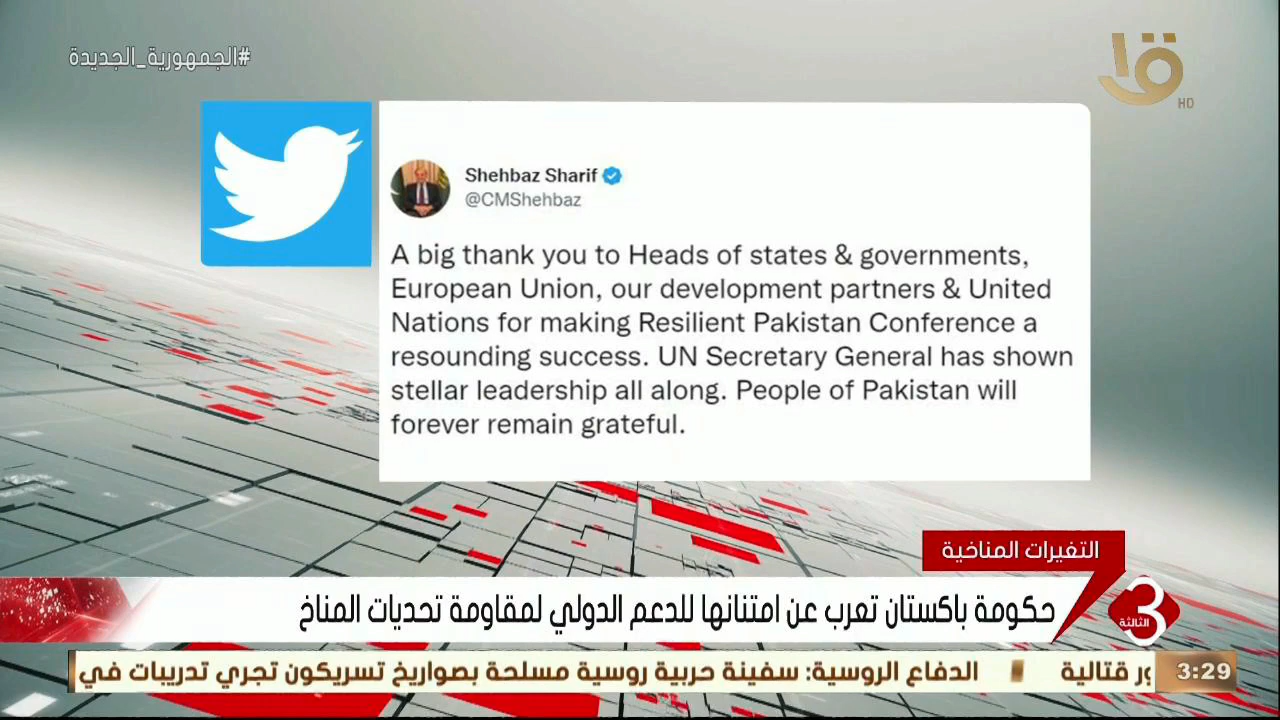 #الجمهورية_الجديدة
HD
Shehbaz Sharif
@CMShehbaz
A big thank you to Heads of states & governments,
European Union, our development partners & United
Nations for making Resilient Pakistan Conference a
resounding success. UN Secretary General has shown
stellar leadership all along. People of Pakistan will
forever remain grateful.
التغيرات المناخية
حكومة باكستان تعرب عن امتنانها للدعم الدولي لمقاومة تحديات المناخ
3
الثالثة
3:29
قتالية
الدفاع الروسية: سفينة حربية روسية مسلحة بصواريخ تسريكون تجري تدريبات في